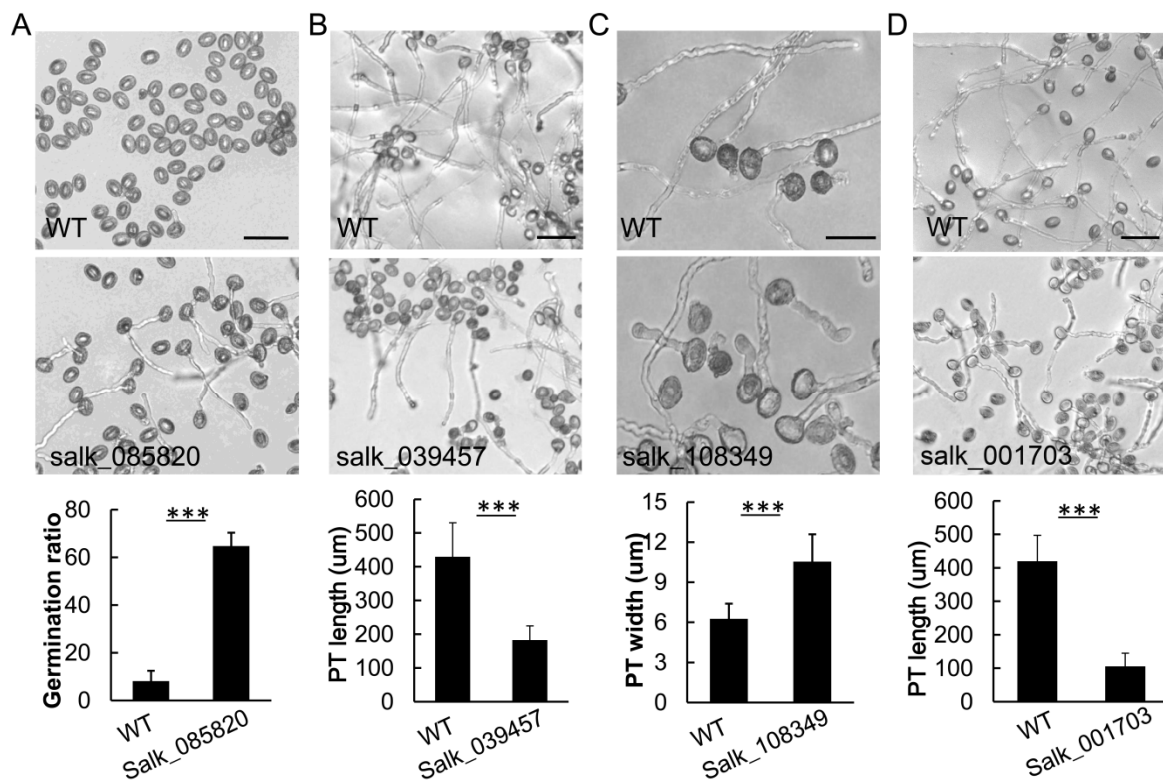 A
B
C
D
WT
WT
WT
WT
salk_085820
salk_039457
salk_108349
salk_001703
Germination ratio
80
60
40
20
0
***
WT
Salk_085820
PT length (um)
600
500
400
300
200
100
0
***
WT
Salk_039457
PT width (um)
15
12
9
6
3
0
***
WT
Salk_108349
PT length (um)
600
500
400
300
200
100
0
***
WT
Salk_001703